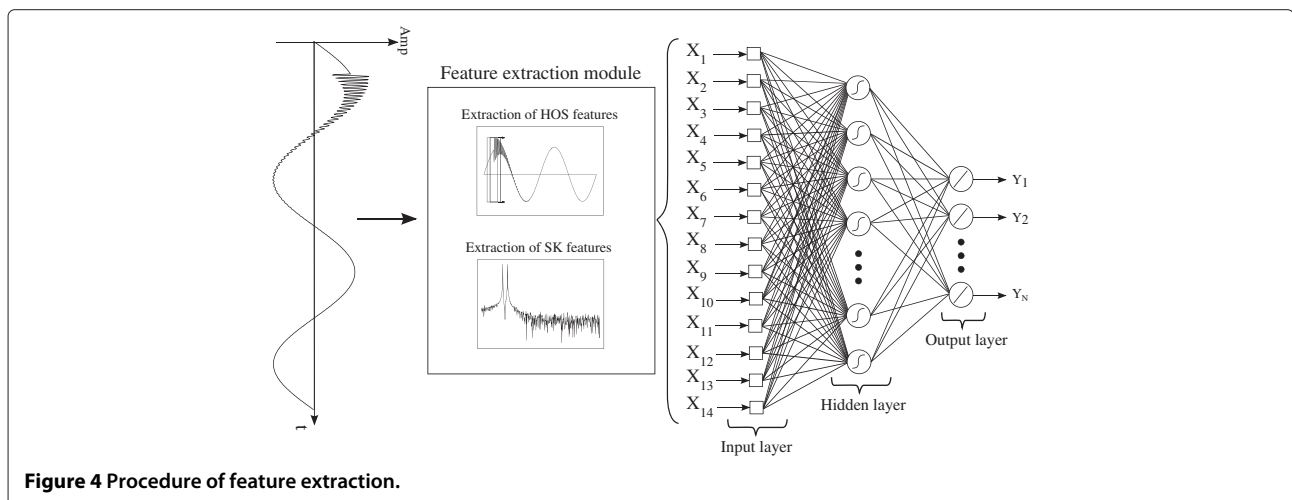 Amp
t
Feature extraction module
Extraction of HOS features
Extraction of SK features
X1
X2
X3
X4
X5
X6
X7
X8
X9
X10
X11
X12
X13
X14
Input layer
Hidden layer
Y1
Y2
YN
Output layer
Figure 4 Procedure of feature extraction.